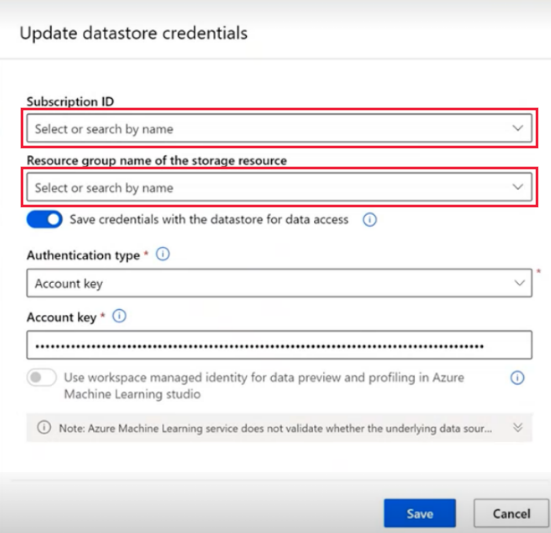 Update datastore credentials
Subscription ID
Select or search by name
Resource group name of the storage resource
Select or search by name
Save credentials with the datastore for data access
Authentication type *
Account key
*
Account key *
Use workspace managed identity for data preview and profiling in Azure
Machine Learning studio
Note: Azure Machine Learning service does not validate whether the underlying data sour...
Save
Cancel